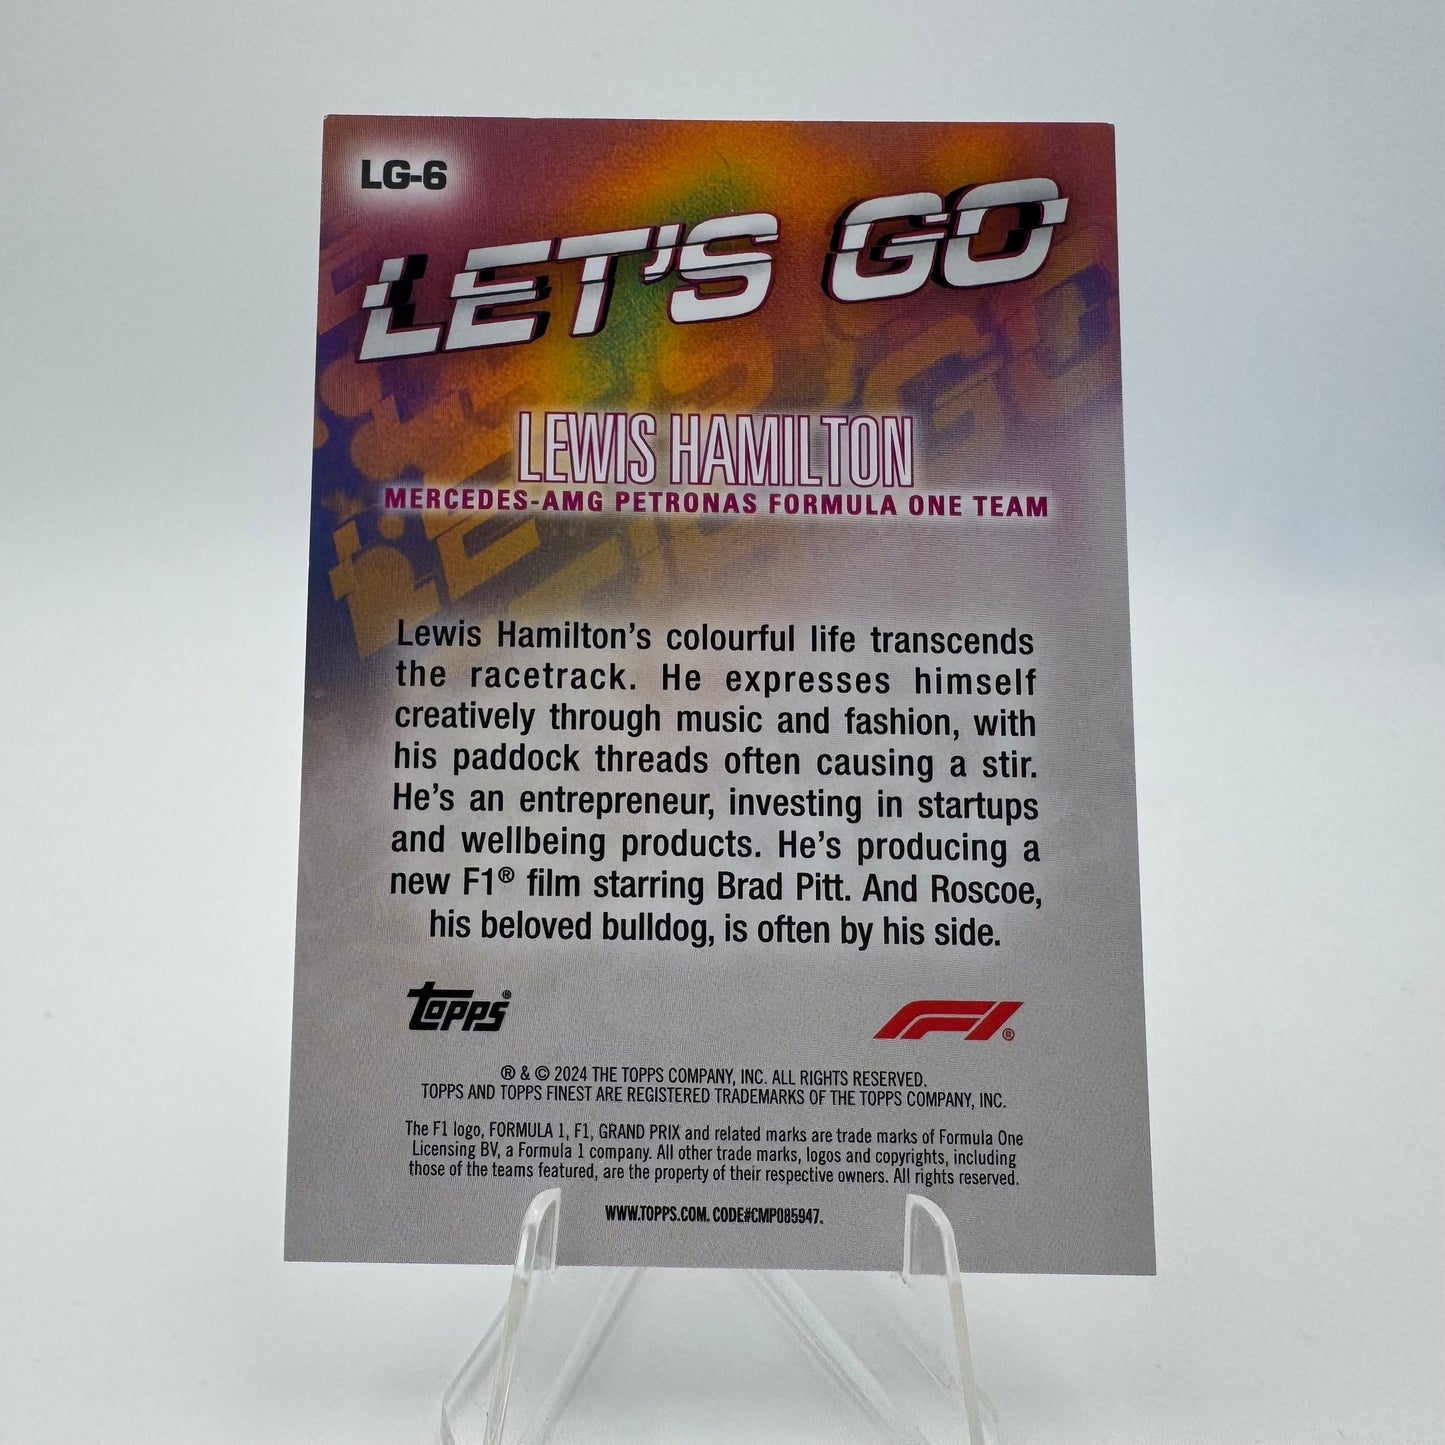 LG-6
LET'S GO
LEWIS HAMILTON
MERCEDES-AMG PETRONAS FORMULA ONE TEAM
Lewis Hamilton's colourful life transcends
the racetrack. He expresses himself
creatively through music and fashion, with
his paddock threads often causing a stir.
He's an entrepreneur, investing in startups
and wellbeing products. He's producing a
new F1® film starring Brad Pitt. And Roscoe,
his beloved bulldog, is often by his side.
TOPPS®
F1®
® & © 2024 THE TOPPS COMPANY, INC. ALL RIGHTS RESERVED.
TOPPS AND TOPPS FINEST ARE REGISTERED TRADEMARKS OF THE TOPPS COMPANY, INC.
The F1 logo, FORMULA 1, F1, GRAND PRIX and related marks are trade marks of Formula One
Licensing BV, a Formula 1 company. All other trade marks, logos and copyrights, including
those of the teams featured, are the property of their respective owners. All rights reserved.
WWW.TOPPS.COM. CODE#CMP085947.